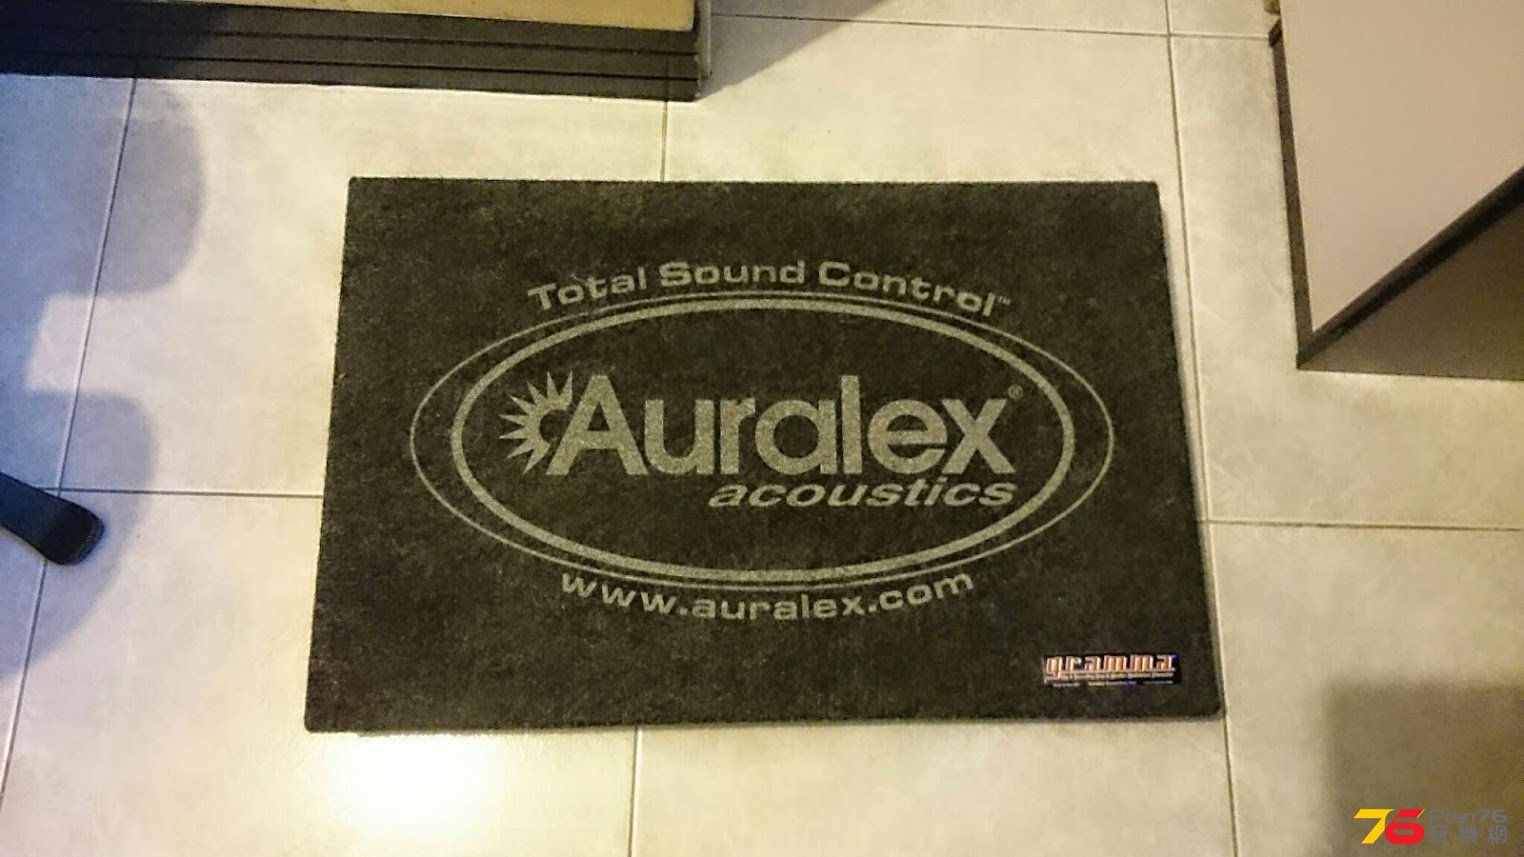 Total Sound Control™
Auralex®
acoustics
www.auralex.com
gramma
Post76
玩樂網